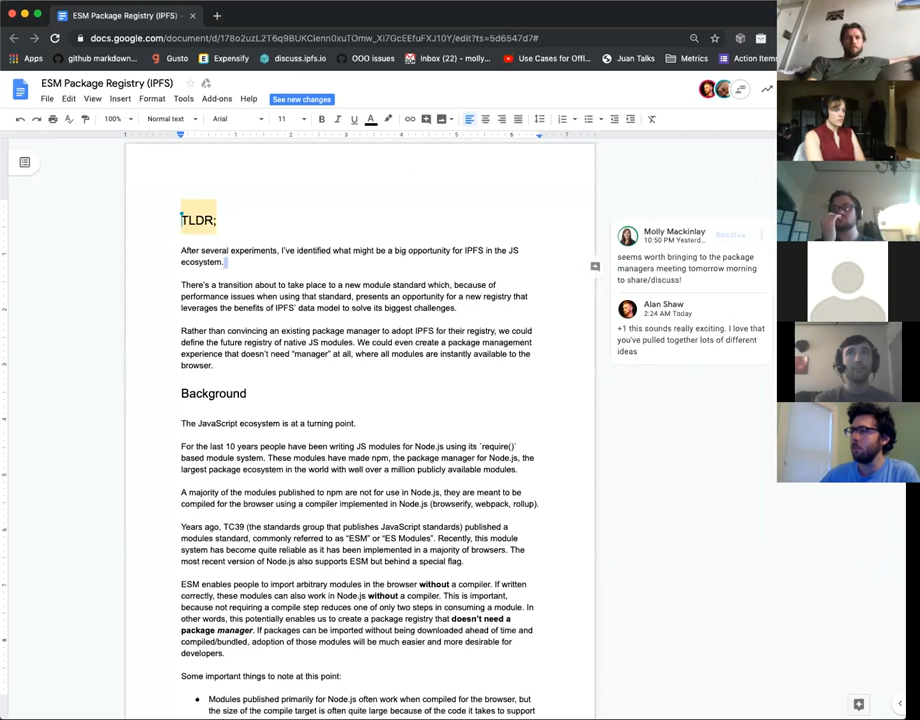 ESM Package Registry (IPFS)
docs.google.com/document/d/178o2uzL2T6q9BUKCienn0xuTOmw_Xi7GcEEfuFXJ10Y/edit?ts=5d6547d7#
Apps github markdown... Gusto Expensify discuss.ipfs.io OOO issues Inbox (22) - molly... Use Cases for Offi... Juan Talks Metrics Action Items
ESM Package Registry (IPFS)
File Edit View Insert Format Tools Add-ons Help See new changes
100% Normal text Arial 11
TLDR;
After several experiments, I've identified what might be a big opportunity for IPFS in the JS
ecosystem.
There's a transition about to take place to a new module standard which, because of
performance issues when using that standard, presents an opportunity for a new registry that
leverages the benefits of IPFS' data model to solve its biggest challenges.
Rather than convincing an existing package manager to adopt IPFS for their registry, we could
define the future registry of native JS modules. We could even create a package management
experience that doesn't need "manager" at all, where all modules are instantly available to the
browser.
Background
The JavaScript ecosystem is at a turning point.
For the last 10 years people have been writing JS modules for Node.js using its `require()`
based module system. These modules have made npm, the package manager for Node.js, the
largest package ecosystem in the world with well over a million publicly available modules.
A majority of the modules published to npm are not for use in Node.js, they are meant to be
compiled for the browser using a compiler implemented in Node.js (browserify, webpack, rollup).
Years ago, TC39 (the standards group that publishes JavaScript standards) published a
modules standard, commonly referred to as "ESM" or "ES Modules". Recently, this module
system has become quite reliable as it has been implemented in a majority of browsers. The
most recent version of Node.js also supports ESM but behind a special flag.
ESM enables people to import arbitrary modules in the browser without a compiler. If written
correctly, these modules can also work in Node.js without a compiler. This is important,
because not requiring a compile step reduces one of only two steps in consuming a module. In
other words, this potentially enables us to create a package registry that doesn't need a
package manager. If packages can be imported without being downloaded ahead of time and
compiled/bundled, adoption of those modules will be much easier and more desirable for
developers.
Some important things to note at this point:
● Modules published primarily for Node.js often work when compiled for the browser, but
the size of the compile target is often quite large because of the code it takes to support
Molly Mackinlay
10:50 PM Yesterd... Resolve
seems worth bringing to the package
managers meeting tomorrow morning
to share/discuss!
Alan Shaw
2:24 AM Today
+1 this sounds really exciting. I love that
you've pulled together lots of different
ideas